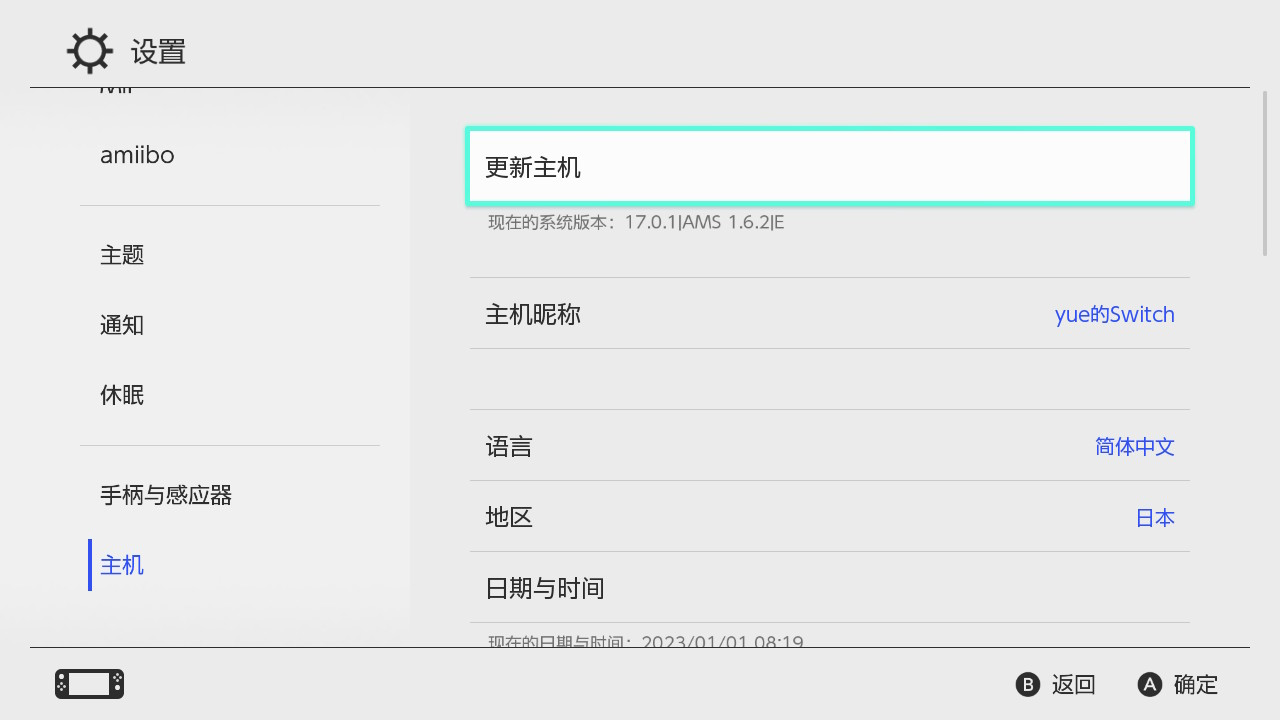 设置
amiibo
主题
通知
休眠
手柄与感应器
主机
更新主机
现在的系统版本：17.0.1|AMS 1.6.2|E
主机昵称 yue的Switch
语言 简体中文
地区 日本
日期与时间
现在的日期与时间：2023/01/01 08:19
B 返回 A 确定